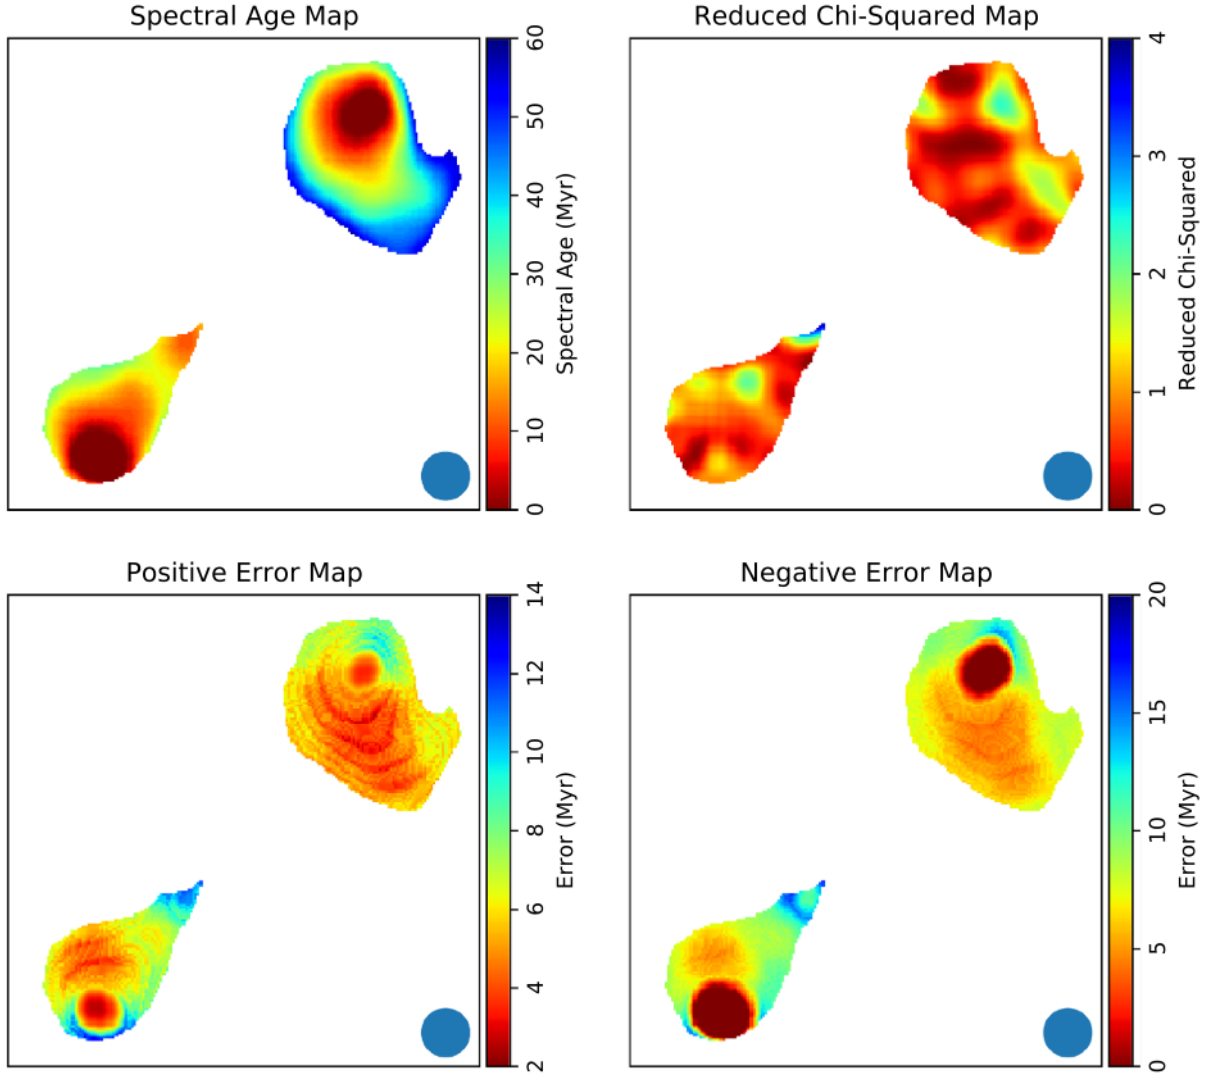 Spectral Age Map
0 10 20 30 40 50 60
Spectral Age (Myr)
Reduced Chi-Squared Map
0 1 2 3 4
Reduced Chi-Squared
Positive Error Map
2 4 6 8 10 12 14
Error (Myr)
Negative Error Map
0 5 10 15 20
Error (Myr)